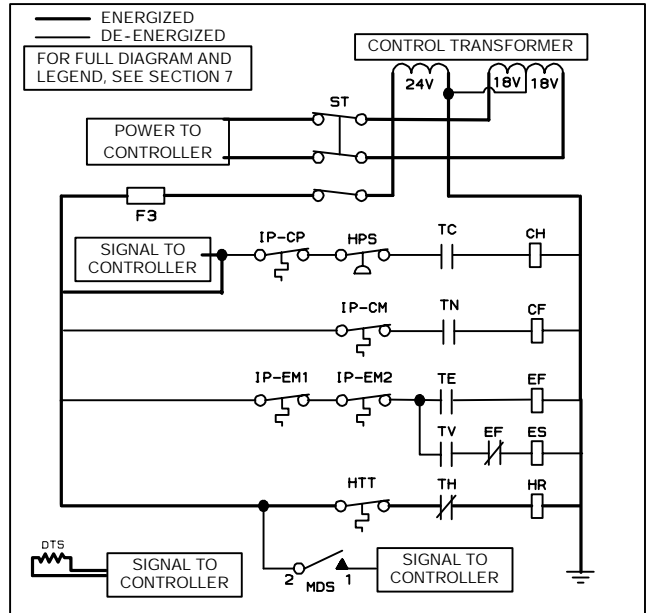 ENERGIZED
DE-ENERGIZED
FOR FULL DIAGRAM AND
LEGEND, SEE SECTION 7
CONTROL TRANSFORMER
24V
18V 18V
ST
POWER TO
CONTROLLER
F3
SIGNAL TO
CONTROLLER
IP-CP HPS TC CH
IP-CM TN CF
IP-EM1 IP-EM2 TE EF
TV EF ES
HTT TH HR
DTS
SIGNAL TO
CONTROLLER
2 MDS 1
SIGNAL TO
CONTROLLER